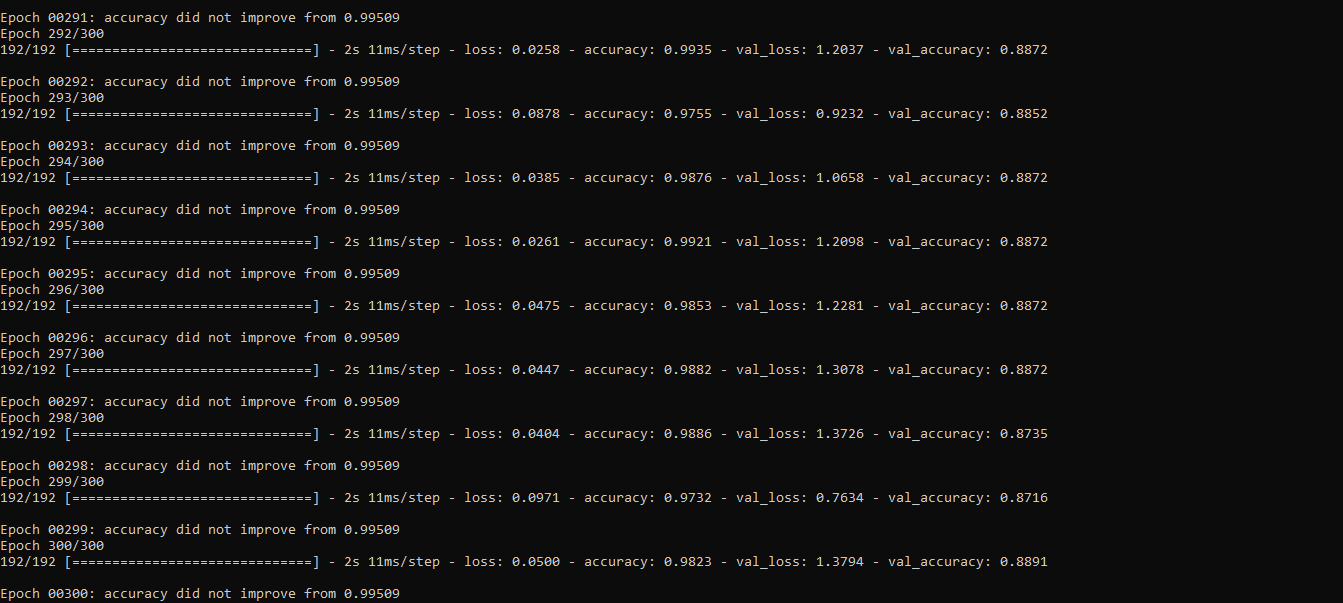 Epoch 00291: accuracy did not improve from 0.99509
Epoch 292/300
192/192 [==============================] - 2s 11ms/step - loss: 0.0258 - accuracy: 0.9935 - val_loss: 1.2037 - val_accuracy: 0.8872
Epoch 00292: accuracy did not improve from 0.99509
Epoch 293/300
192/192 [==============================] - 2s 11ms/step - loss: 0.0878 - accuracy: 0.9755 - val_loss: 0.9232 - val_accuracy: 0.8852
Epoch 00293: accuracy did not improve from 0.99509
Epoch 294/300
192/192 [==============================] - 2s 11ms/step - loss: 0.0385 - accuracy: 0.9876 - val_loss: 1.0658 - val_accuracy: 0.8872
Epoch 00294: accuracy did not improve from 0.99509
Epoch 295/300
192/192 [==============================] - 2s 11ms/step - loss: 0.0261 - accuracy: 0.9921 - val_loss: 1.2098 - val_accuracy: 0.8872
Epoch 00295: accuracy did not improve from 0.99509
Epoch 296/300
192/192 [==============================] - 2s 11ms/step - loss: 0.0475 - accuracy: 0.9853 - val_loss: 1.2281 - val_accuracy: 0.8872
Epoch 00296: accuracy did not improve from 0.99509
Epoch 297/300
192/192 [==============================] - 2s 11ms/step - loss: 0.0447 - accuracy: 0.9882 - val_loss: 1.3078 - val_accuracy: 0.8872
Epoch 00297: accuracy did not improve from 0.99509
Epoch 298/300
192/192 [==============================] - 2s 11ms/step - loss: 0.0404 - accuracy: 0.9886 - val_loss: 1.3726 - val_accuracy: 0.8735
Epoch 00298: accuracy did not improve from 0.99509
Epoch 299/300
192/192 [==============================] - 2s 11ms/step - loss: 0.0971 - accuracy: 0.9732 - val_loss: 0.7634 - val_accuracy: 0.8716
Epoch 00299: accuracy did not improve from 0.99509
Epoch 300/300
192/192 [==============================] - 2s 11ms/step - loss: 0.0500 - accuracy: 0.9823 - val_loss: 1.3794 - val_accuracy: 0.8891
Epoch 00300: accuracy did not improve from 0.99509